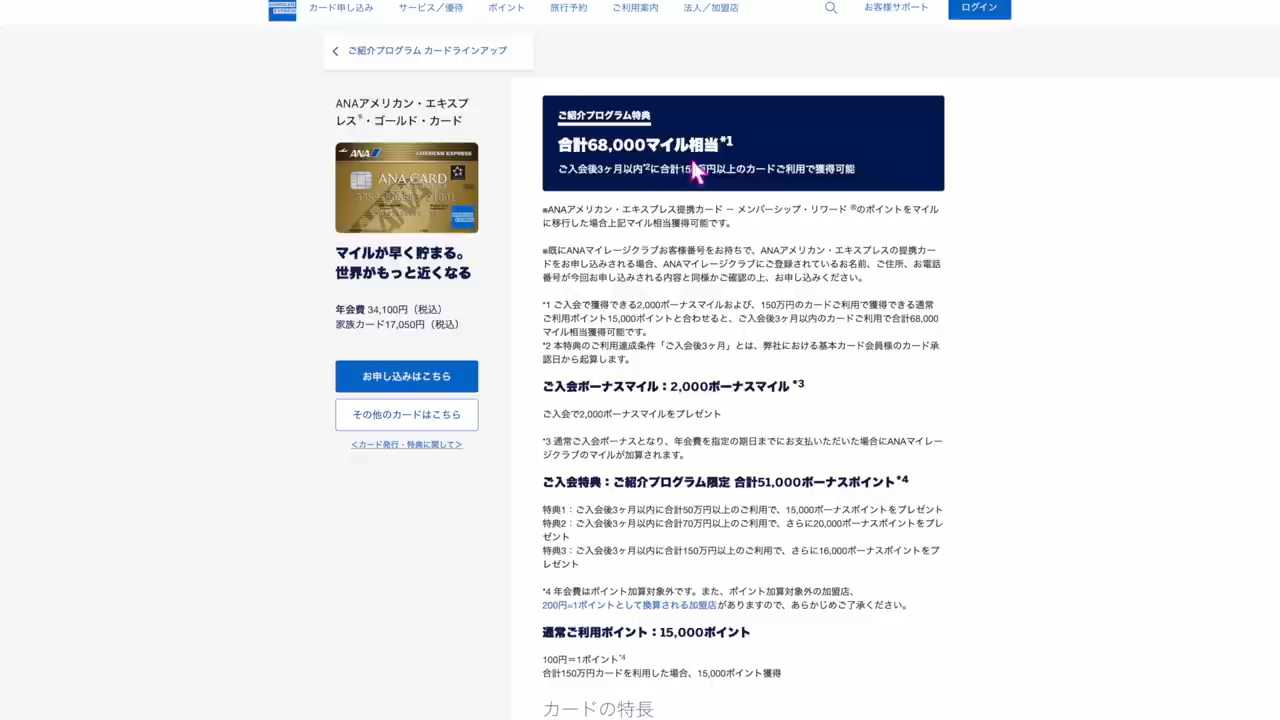 AMERICAN EXPRESS
カード申し込み サービス／優待 ポイント 旅行予約 ご利用案内 法人／加盟店 お客様サポート ログイン
ご紹介プログラム カードラインアップ
ANAアメリカン・エキスプ
レス®・ゴールド・カード
ANA AMERICAN EXPRESS
ANA CARD
マイルが早く貯まる。
世界がもっと近くなる
年会費 34,100円（税込）
家族カード17,050円（税込）
お申し込みはこちら
その他のカードはこちら
＜カード発行・特典に関して＞
ご紹介プログラム特典
合計68,000マイル相当*1
ご入会後3ヶ月以内*2に合計15万円以上のカードご利用で獲得可能
※ANAアメリカン・エキスプレス提携カード － メンバーシップ・リワード ®のポイントをマイル
に移行した場合上記マイル相当獲得可能です。
※既にANAマイレージクラブお客様番号をお持ちで、ANAアメリカン・エキスプレスの提携カー
ドをお申し込みされる場合、ANAマイレージクラブにご登録されているお名前、ご住所、お電話
番号が今回お申し込みされる内容と同様かご確認の上、お申し込みください。
*1 ご入会で獲得できる2,000ボーナスマイルおよび、150万円のカードご利用で獲得できる通常
ご利用ポイント15,000ポイントと合わせると、ご入会後3ヶ月以内のカードご利用で合計68,000
マイル相当獲得可能です。
*2 本特典のご利用達成条件「ご入会後3ヶ月」とは、弊社における基本カード会員様のカード承
認日から起算します。
ご入会ボーナスマイル：2,000ボーナスマイル *3
ご入会で2,000ボーナスマイルをプレゼント
*3 通常ご入会ボーナスとなり、年会費を指定の期日までにお支払いただいた場合にANAマイレー
ジクラブのマイルが加算されます。
ご入会特典：ご紹介プログラム限定 合計51,000ボーナスポイント*4
特典1：ご入会後3ヶ月以内に合計50万円以上のご利用で、15,000ボーナスポイントをプレゼント
特典2：ご入会後3ヶ月以内に合計70万円以上のご利用で、さらに20,000ボーナスポイントをプレ
ゼント
特典3：ご入会後3ヶ月以内に合計150万円以上のご利用で、さらに16,000ボーナスポイントをプ
レゼント
*4 年会費はポイント加算対象外です。また、ポイント加算対象外の加盟店、
200円=1ポイントとして換算される加盟店がありますので、あらかじめご了承ください。
通常ご利用ポイント：15,000ポイント
100円＝1ポイント*4
合計150万円カードを利用した場合、15,000ポイント獲得
カードの特長